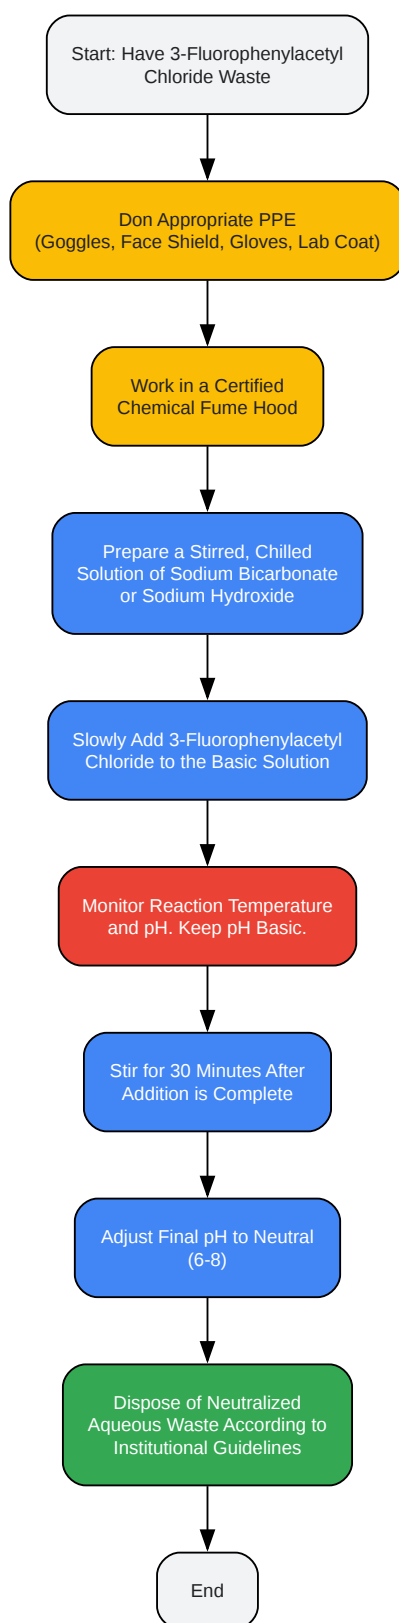 Start: Have 3-Fluorophenylacetyl
Chloride Waste
Don Appropriate PPE
(Goggles, Face Shield, Gloves, Lab Coat)
Work in a Certified
Chemical Fume Hood
Prepare a Stirred, Chilled
Solution of Sodium Bicarbonate
or Sodium Hydroxide
Slowly Add 3-Fluorophenylacetyl
Chloride to the Basic Solution
Monitor Reaction Temperature
and pH. Keep pH Basic.
Stir for 30 Minutes After
Addition is Complete
Adjust Final pH to Neutral
(6-8)
Dispose of Neutralized
Aqueous Waste According to
Institutional Guidelines
End